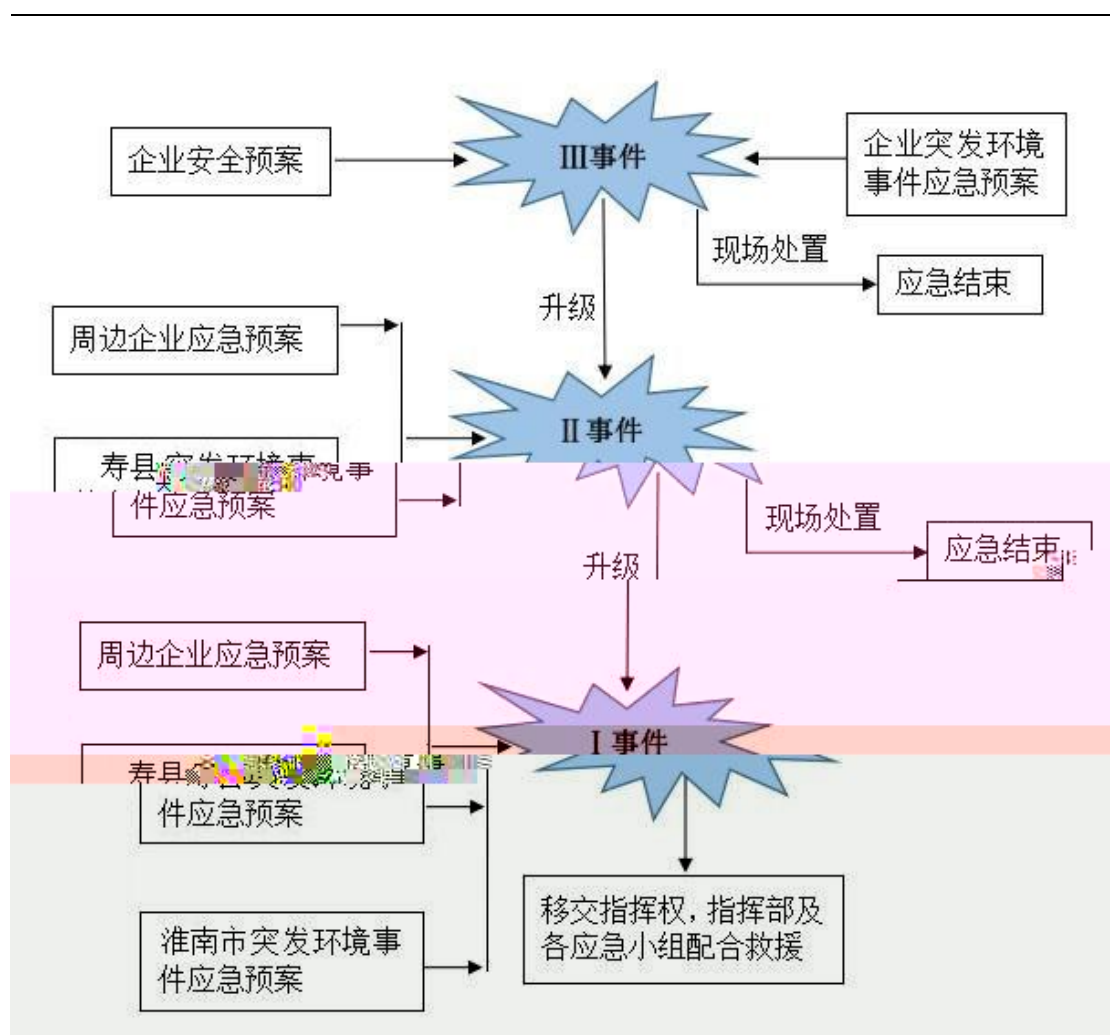 企业安全预案
III事件
企业突发环境
事件应急预案
现场处置
应急结束
升级
周边企业应急预案
II 事件
寿县
境事
件应急预案
现场处置
应急结束
升级
周边企业应急预案
I 事件
寿县
件应急预案
淮南市突发环境事
件应急预案
移交指挥权，指挥部及
各应急小组配合救援